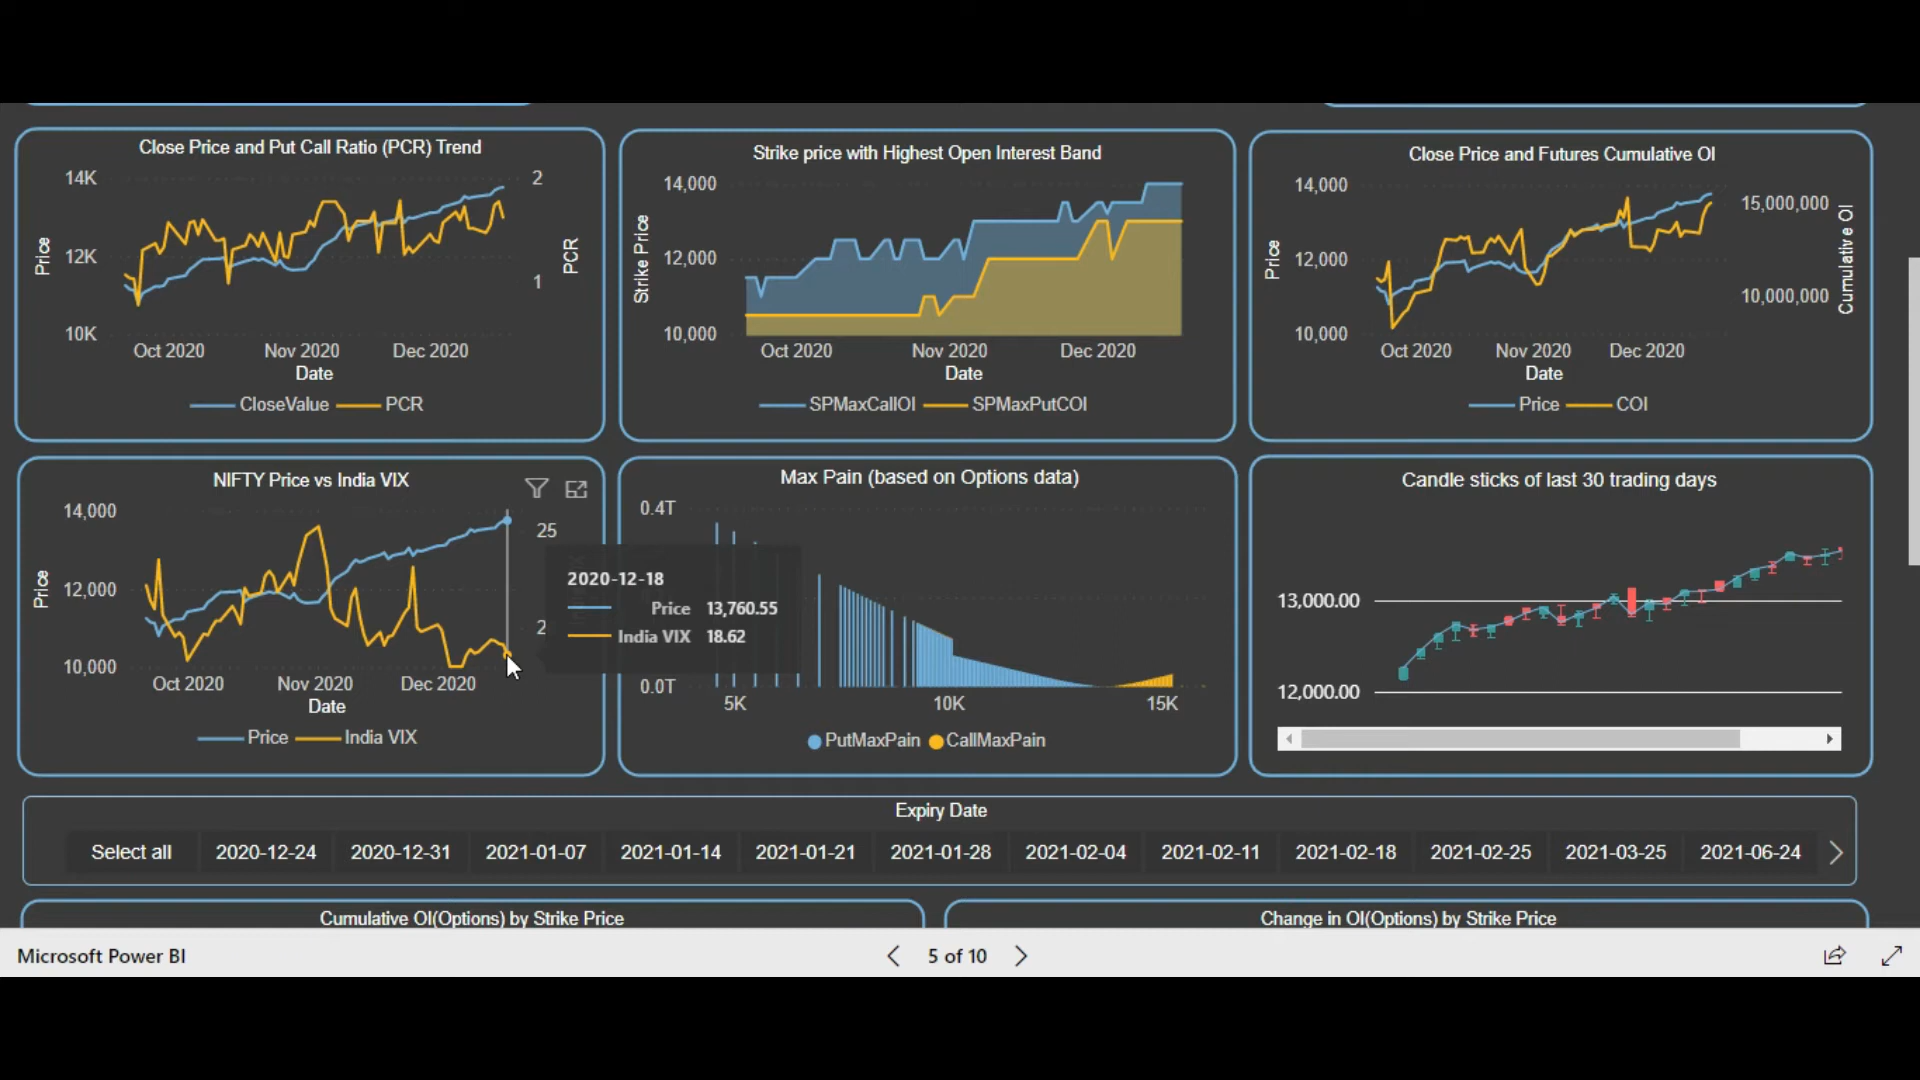 Close Price and Put Call Ratio (PCR) Trend
14K
12K
10K
Price
2
1
PCR
Oct 2020 Nov 2020 Dec 2020
Date
CloseValue PCR
Strike price with Highest Open Interest Band
14,000
12,000
10,000
Strike Price
Oct 2020 Nov 2020 Dec 2020
Date
SPMaxCallOI SPMaxPutCOI
Close Price and Futures Cumulative OI
14,000
12,000
10,000
Price
15,000,000
10,000,000
Cumulative OI
Oct 2020 Nov 2020 Dec 2020
Date
Price COI
NIFTY Price vs India VIX
14,000
12,000
10,000
Price
25
2
Oct 2020 Nov 2020 Dec 2020
Date
Price India VIX
2020-12-18
Price 13,760.55
India VIX 18.62
Max Pain (based on Options data)
0.4T
0.0T
5K 10K 15K
PutMaxPain CallMaxPain
Candle sticks of last 30 trading days
13,000.00
12,000.00
Expiry Date
Select all 2020-12-24 2020-12-31 2021-01-07 2021-01-14 2021-01-21 2021-01-28 2021-02-04 2021-02-11 2021-02-18 2021-02-25 2021-03-25 2021-06-24
Cumulative OI(Options) by Strike Price
Change in OI(Options) by Strike Price
Microsoft Power BI
5 of 10